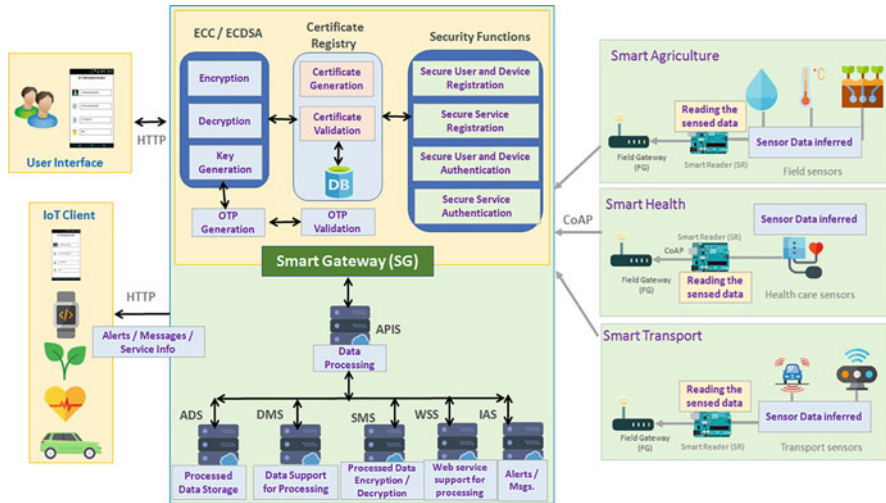 User Interface
HTTP
IoT Client
HTTP
Alerts / Messages /
Service Info
ECC / ECDSA
Encryption
Decryption
Key
Generation
OTP
Generation
Certificate
Registry
Certificate
Generation
Certificate
Validation
DB
OTP
Validation
Security Functions
Secure User and Device
Registration
Secure Service
Registration
Secure User and Device
Authentication
Secure Service
Authentication
Smart Gateway (SG)
APIS
Data
Processing
ADS
DMS
SMS
WSS
IAS
Processed
Data Storage
Data Support
for Processing
Processed Data
Encryption /
Decryption
Web service
support for
processing
Alerts /
Msgs.
CoAP
Smart Agriculture
°C
Reading the
sensed data
Field Gateway
(FG)
Smart Reader (SR)
Sensor Data inferred
Field sensors
Smart Health
Sensor Data inferred
Smart Reader (SR)
CoAP
Field Gateway
(FG)
Reading the
sensed data
Health care sensors
Smart Transport
Reading the
sensed data
Sensor Data inferred
Field Gateway
(FG)
Smart Reader (SR)
Transport sensors